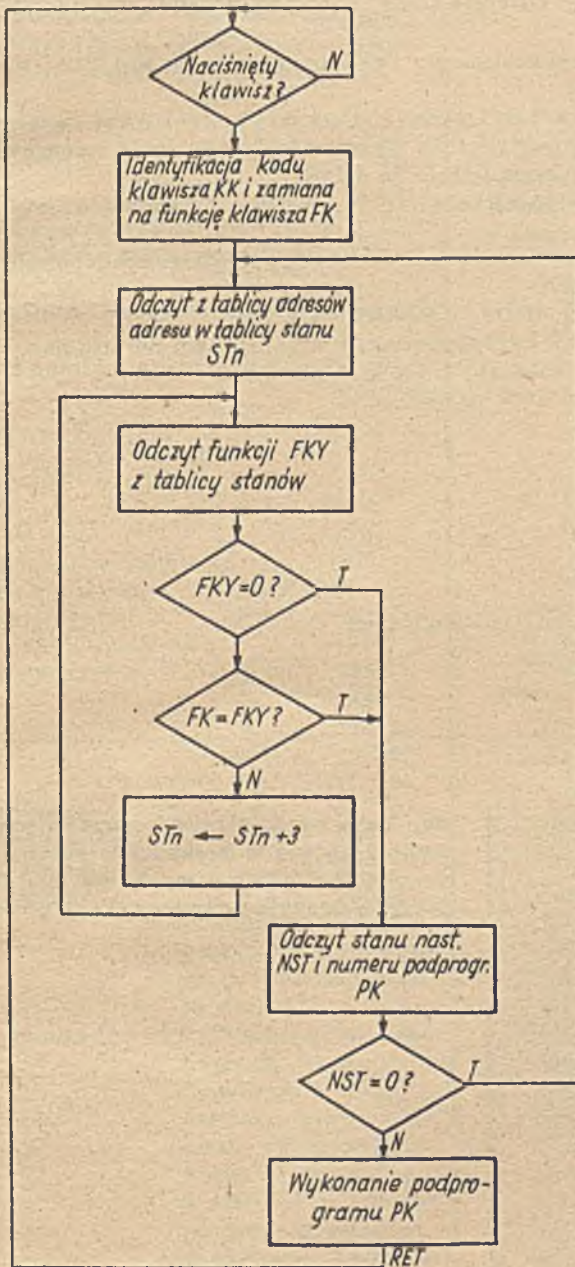 Naciśnięty
klawisz?
N
Identyfikacja kodu
klawisza KK i zamiana
na funkcję klawisza FK
Odczyt z tablicy adresów
adresu w tablicy stanu
STn
Odczyt funkcji FKY
z tablicy stanów
FKY=0?
T
FK=FKY?
T
N
STn ← STn+3
Odczyt stanu nast.
NST i numeru podprogr.
PK
NST=0?
T
N
Wykonanie podpro-
gramu PK
RET